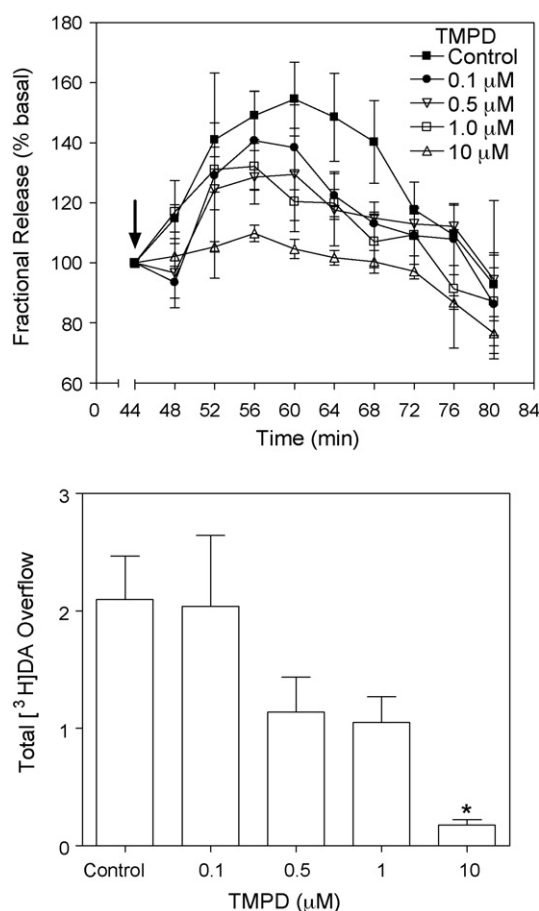 180
160
140
120
100
80
60
Fractional Release (% basal)
TMPD
Control
0.1 μM
0.5 μM
1.0 μM
10 μM
0 44 48 52 56 60 64 68 72 76 80 84
Time (min)
3
2
1
0
Total [³H]DA Overflow
*
Control 0.1 0.5 1 10
TMPD (μM)